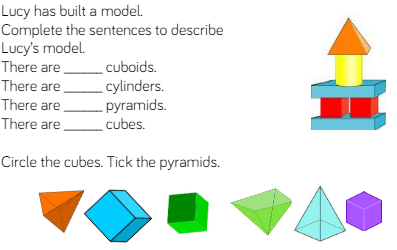 Lucy has built a model.
Complete the sentences to describe
Lucy's model.
There are ______ cuboids.
There are ______ cylinders.
There are ______ pyramids.
There are ______ cubes.
Circle the cubes. Tick the pyramids.